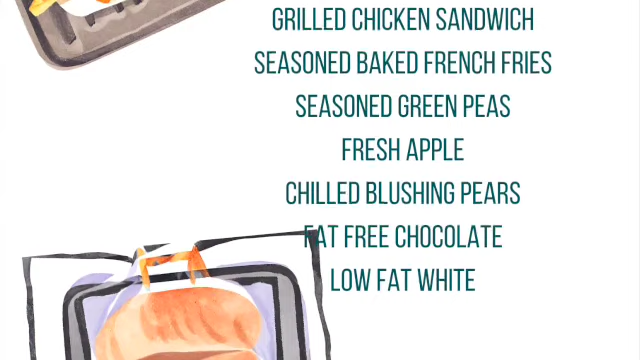 GRILLED CHICKEN SANDWICH
SEASONED BAKED FRENCH FRIES
SEASONED GREEN PEAS
FRESH APPLE
CHILLED BLUSHING PEARS
FAT FREE CHOCOLATE
LOW FAT WHITE